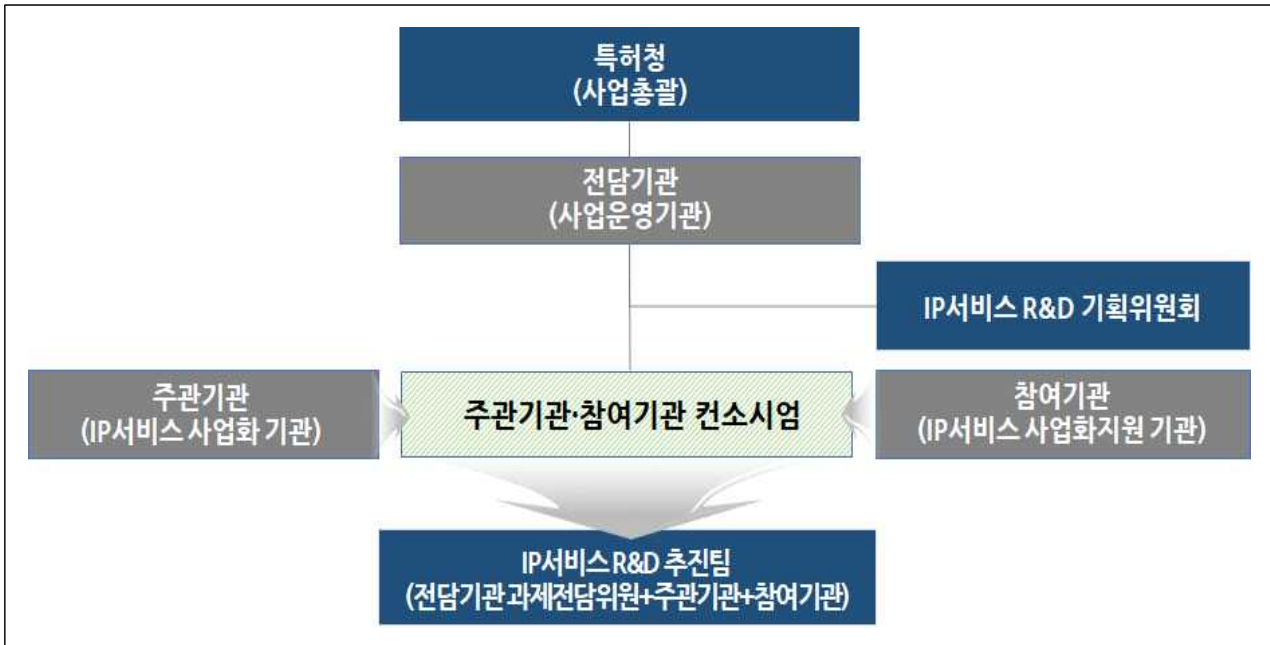 특허청
(사업총괄)
전담기관
(사업운영기관)
IP서비스 R&D 기획위원회
주관기관
(IP서비스 사업화 기관)
주관기관·참여기관 컨소시엄
참여기관
(IP서비스 사업화지원 기관)
IP서비스 R&D 추진팀
(전담기관 과제전담위원+주관기관+참여기관)